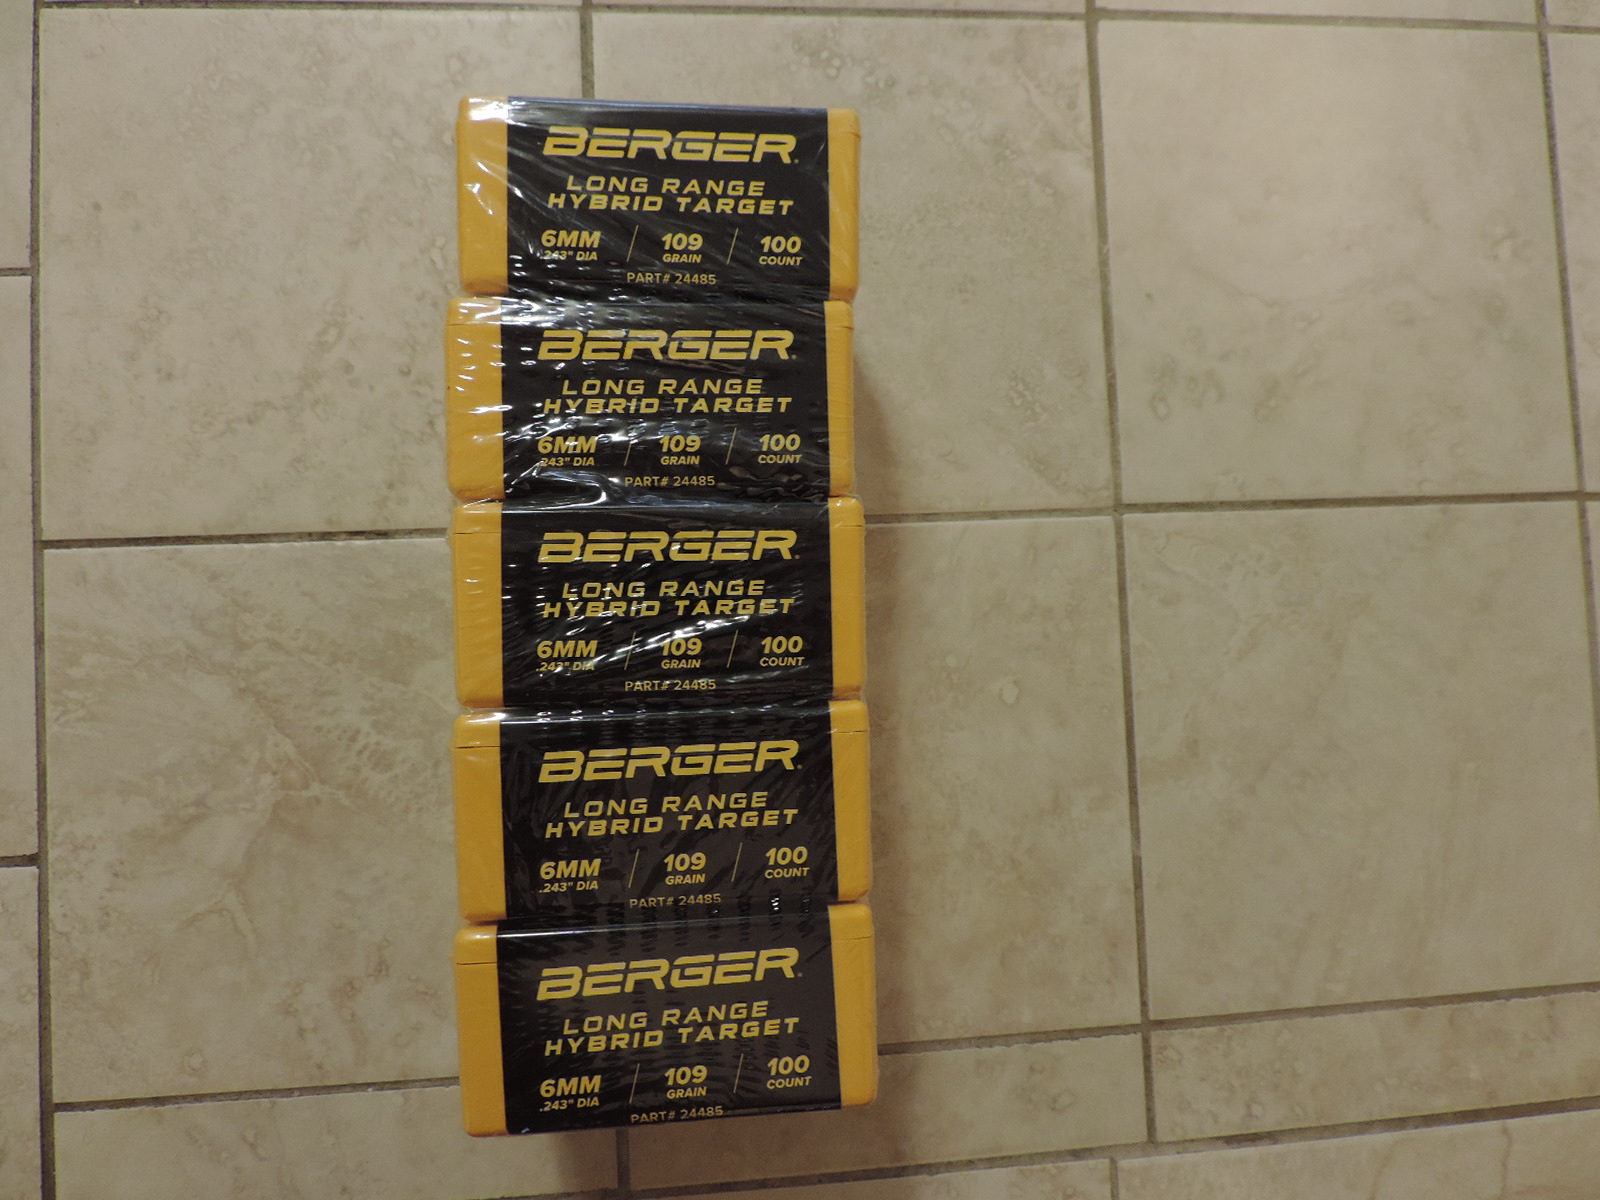 BERGER.
LONG RANGE
HYBRID TARGET
6MM / 109 / 100
.243" DIA GRAIN COUNT
PART# 24485
BERGER.
LONG RANGE
HYBRID TARGET
6MM / 109 / 100
.243" DIA GRAIN COUNT
PART# 24485
BERGER.
LONG RANGE
HYBRID TARGET
6MM / 109 / 100
.243" DIA GRAIN COUNT
PART# 24485
BERGER.
LONG RANGE
HYBRID TARGET
6MM / 109 / 100
.243" DIA GRAIN COUNT
PART# 24485
BERGER.
LONG RANGE
HYBRID TARGET
6MM / 109 / 100
.243" DIA GRAIN COUNT
PART# 24485